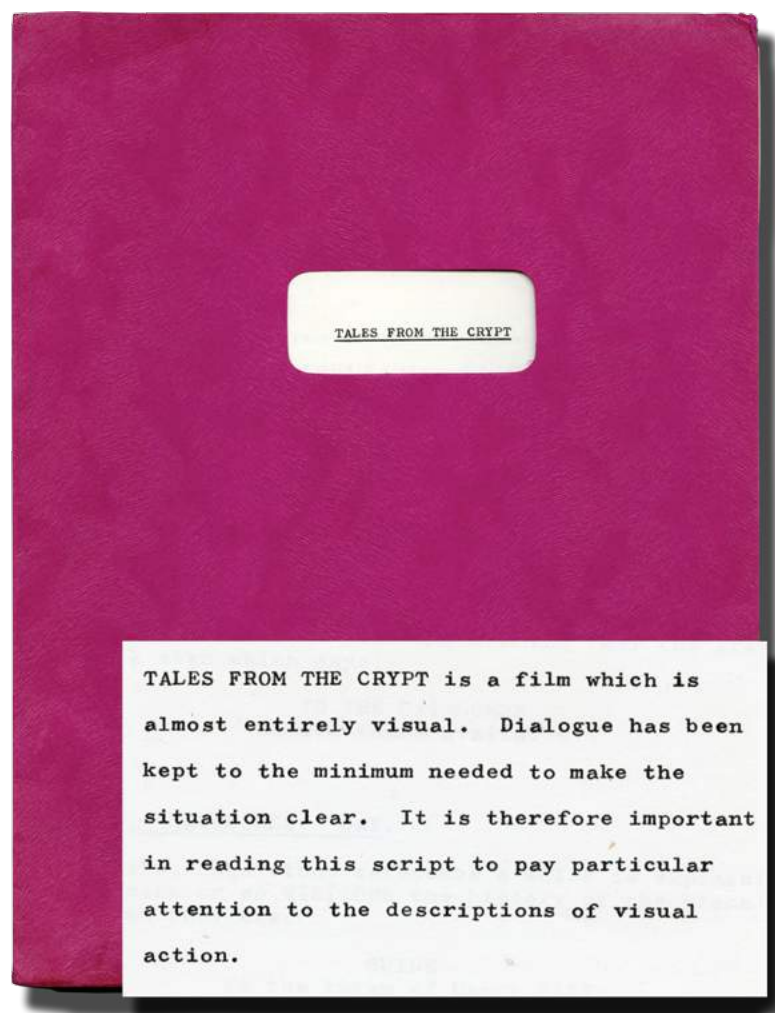 TALES FROM THE CRYPT
TALES FROM THE CRYPT is a film which is
almost entirely visual.  Dialogue has been
kept to the minimum needed to make the
situation clear.  It is therefore important
in reading this script to pay particular
attention to the descriptions of visual
action.